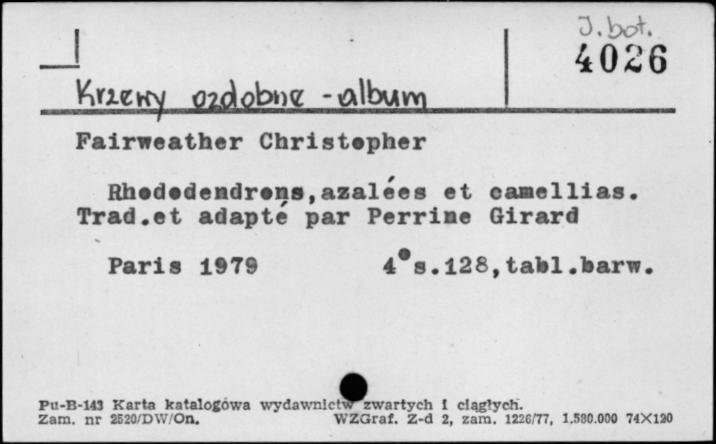 J. bot.
4026
Krzewy ozdobne - album
Fairweather Christopher
Rhododendrons,azalées et camellias.
Trad.et adapté par Perrine Girard
Paris 1979 4°s.128,tabl.barw.
Pu-B-143 Karta katalogowa wydawnictw zwartych i ciągłych.
Zam. nr 2520/DW/On. WZGraf. Z-d 2, zam. 1226/77, 1.580.000 74X120